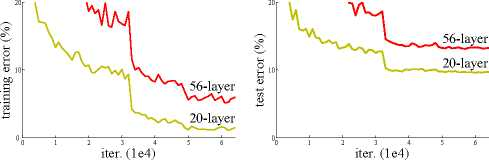 20
10
0
0 1 2 3 4 5 6
training error (%)
iter. (1e4)
56-layer
20-layer
20
10
0
0 1 2 3 4 5 6
test error (%)
iter. (1e4)
56-layer
20-layer